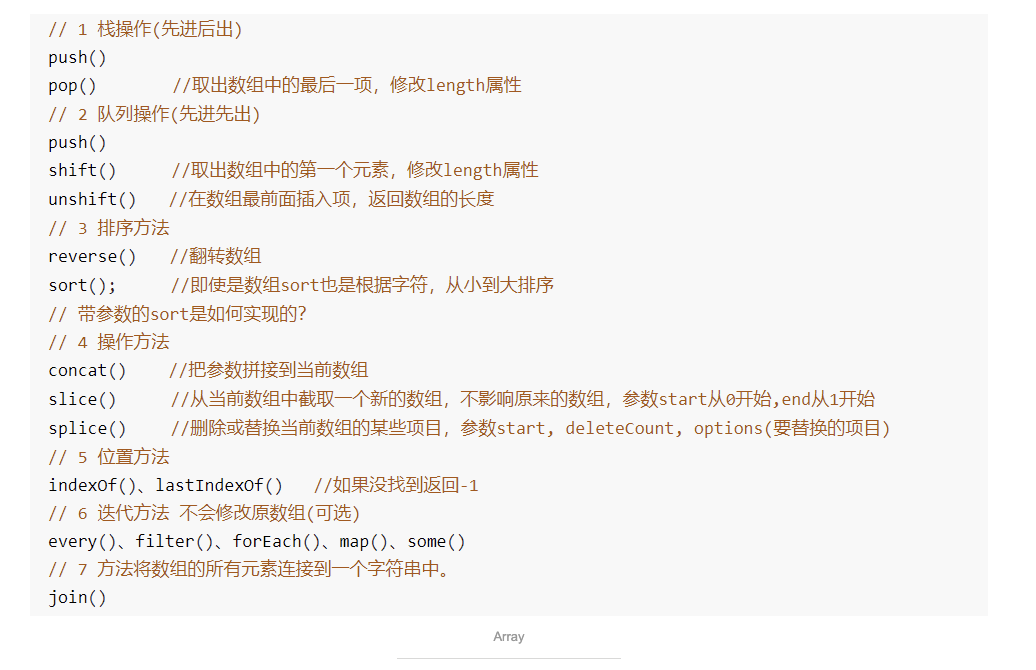 // 1 栈操作(先进后出)
push()
pop()        //取出数组中的最后一项，修改length属性
// 2 队列操作(先进先出)
push()
shift()      //取出数组中的第一个元素，修改length属性
unshift()    //在数组最前面插入项，返回数组的长度
// 3 排序方法
reverse()    //翻转数组
sort();      //即使是数组sort也是根据字符，从小到大排序
// 带参数的sort是如何实现的？
// 4 操作方法
concat()     //把参数拼接到当前数组
slice()      //从当前数组中截取一个新的数组，不影响原来的数组，参数start从0开始,end从1开始
splice()     //删除或替换当前数组的某些项目，参数start, deleteCount, options(要替换的项目)
// 5 位置方法
indexOf()、lastIndexOf()   //如果没找到返回-1
// 6 迭代方法 不会修改原数组(可选)
every()、filter()、forEach()、map()、some()
// 7 方法将数组的所有元素连接到一个字符串中。
join()
Array